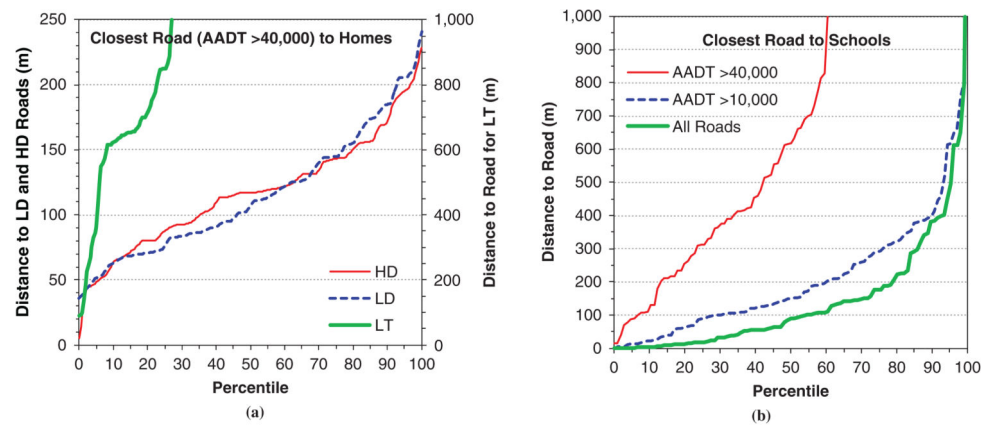 Closest Road (AADT >40,000) to Homes
Distance to LD and HD Roads (m)
250
200
150
100
50
0
1,000
800
600
400
200
0
Distance to Road for LT (m)
HD
LD
LT
0 10 20 30 40 50 60 70 80 90 100
Percentile
(a)
Closest Road to Schools
Distance to Road (m)
1,000
900
800
700
600
500
400
300
200
100
0
AADT >40,000
AADT >10,000
All Roads
0 10 20 30 40 50 60 70 80 90 100
Percentile
(b)